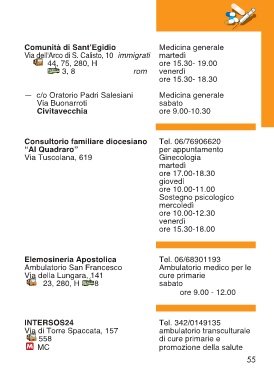 Comunità di Sant'Egidio
Via dell'Arco di S. Calisto, 10 immigrati
44, 75, 280, H
3, 8 rom
Medicina generale
martedì
ore 15.30- 19.00
venerdì
ore 15.30- 18.30
— c/o Oratorio Padri Salesiani
Via Buonarroti
Civitavecchia
Medicina generale
sabato
ore 9.00-10.30
Consultorio familiare diocesano
"Al Quadraro"
Via Tuscolana, 619
Tel. 06/76906620
per appuntamento
Ginecologia
martedì
ore 17.00-18.30
giovedì
ore 10.00-11.00
Sostegno psicologico
mercoledì
ore 10.00-12.30
venerdì
ore 15.30-18.00
Elemosineria Apostolica
Ambulatorio San Francesco
Via della Lungara, 141
23, 280, H 8
Tel. 06/68301193
Ambulatorio medico per le
cure primarie
sabato
ore 9.00 - 12.00
INTERSOS24
Via di Torre Spaccata, 157
558
M MC
Tel. 342/0149135
ambulatorio transculturale
di cure primarie e
promozione della salute
55